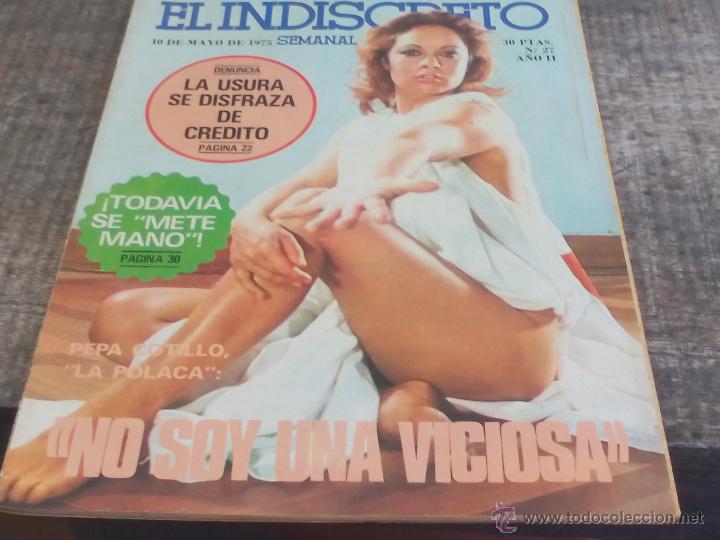 EL INDISCRETO
10 DE MAYO DE 1975 SEMANAL 30 PTAS.
N.º 27
AÑO II
DENUNCIA
LA USURA
SE DISFRAZA
DE
CREDITO
PAGINA 22
¡TODAVIA
SE "METE
MANO"!
PAGINA 30
PEPA COTILLO,
"LA POLACA":
"NO SOY UNA VICIOSA"
www.todocoleccion.net